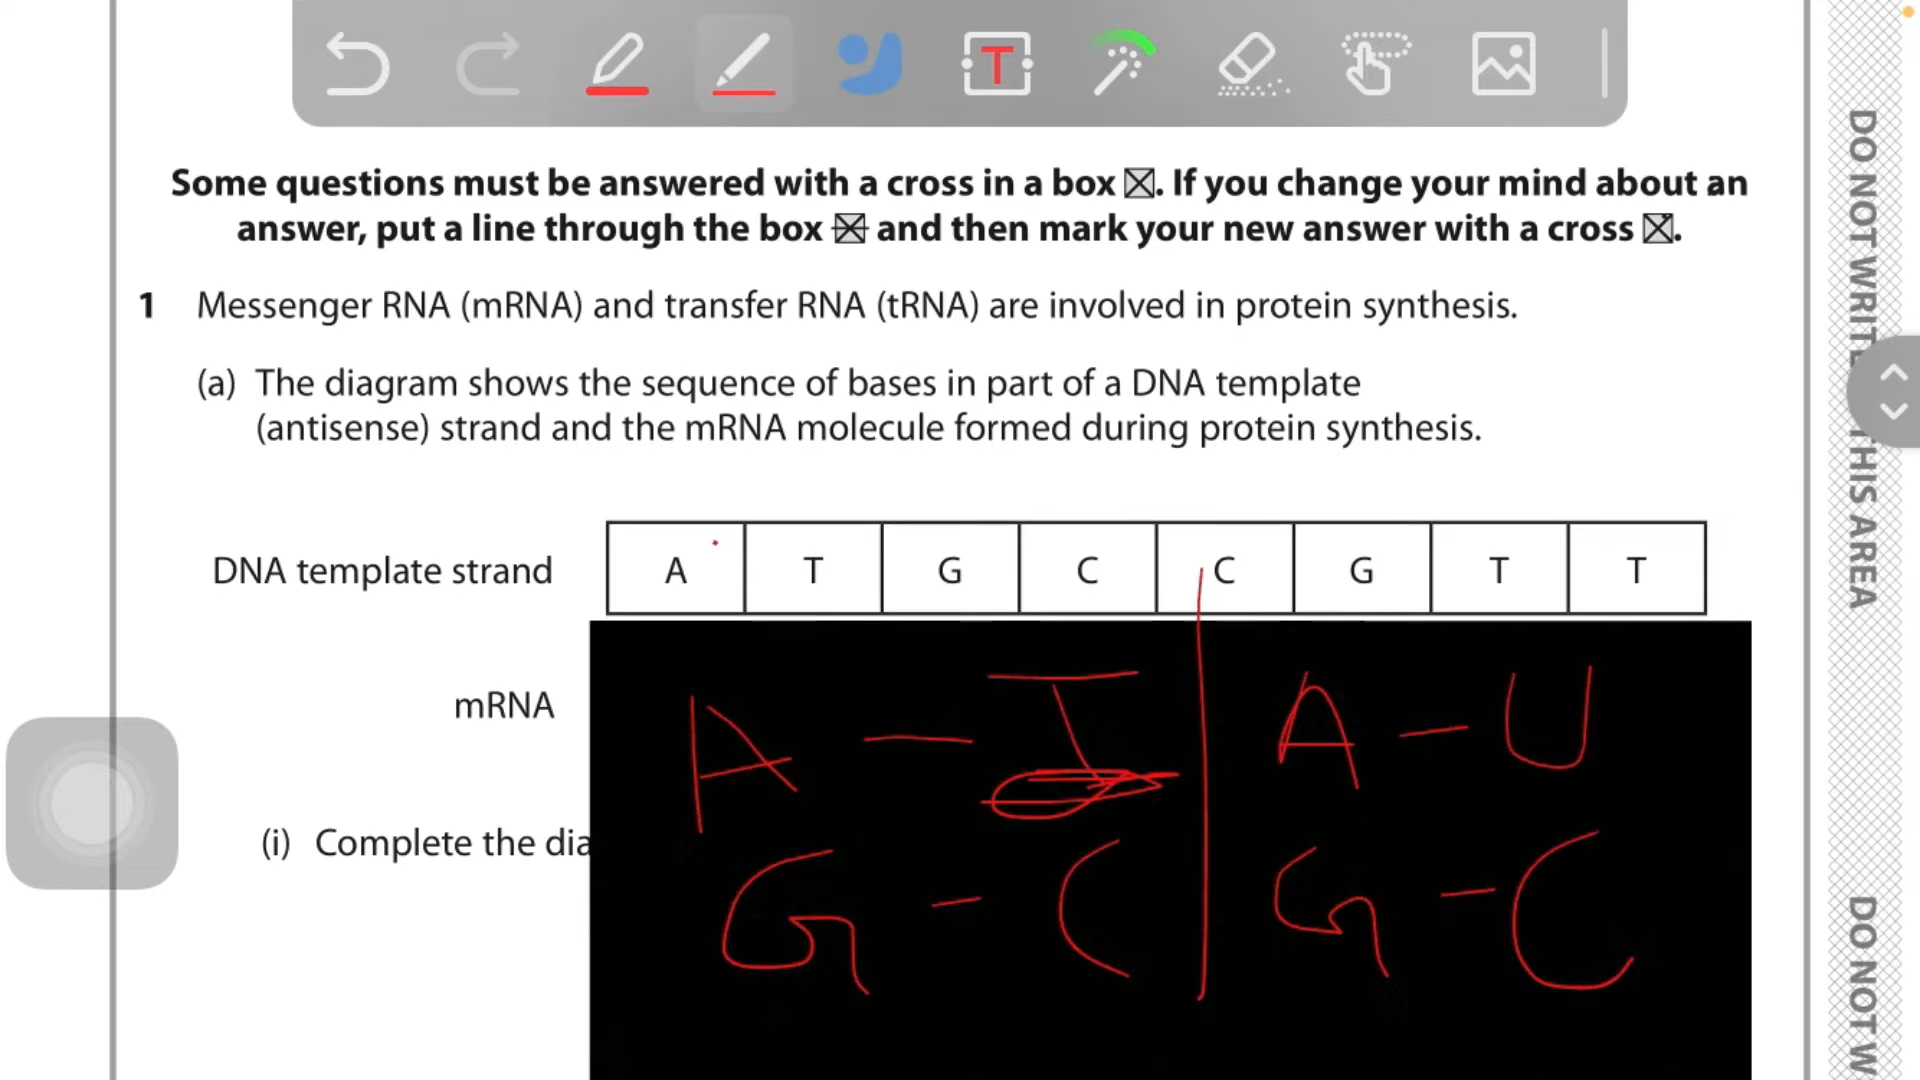 T
Some questions must be answered with a cross in a box ☒. If you change your mind about an
answer, put a line through the box and then mark your new answer with a cross ☒.
1 Messenger RNA (mRNA) and transfer RNA (tRNA) are involved in protein synthesis.
(a) The diagram shows the sequence of bases in part of a DNA template
(antisense) strand and the mRNA molecule formed during protein synthesis.
DNA template strand A T G C C G T T
mRNA
A — T A — U
(i) Complete the dia
G - C G - C
DO NOT WRITE THIS AREA
DO NOT W